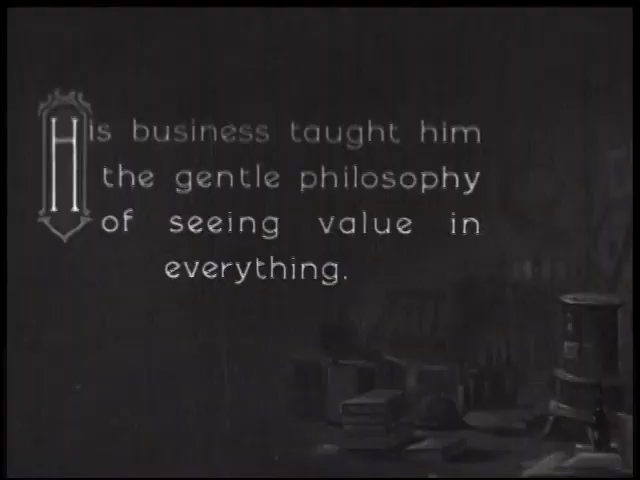 His business taught him
the gentle philosophy
of seeing value in
everything.